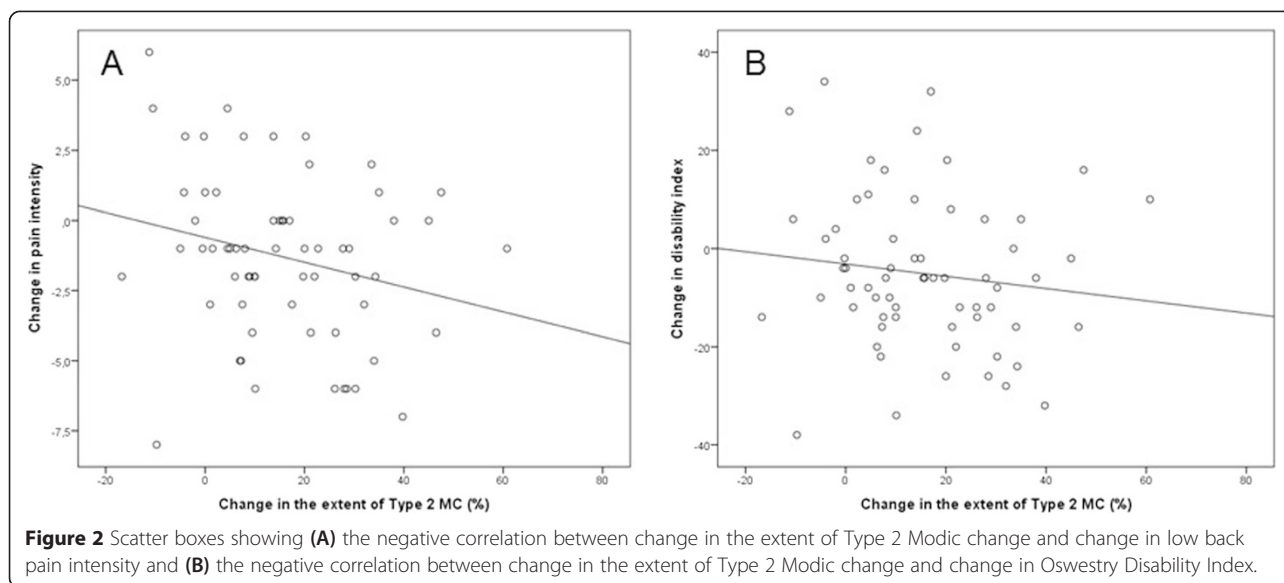 A
5,0
2,5
,0
-2,5
-5,0
-7,5
Change in pain intensity
-20 0 20 40 60 80
Change in the extent of Type 2 MC (%)
B
40
20
0
-20
-40
Change in disability index
-20 0 20 40 60 80
Change in the extent of Type 2 MC (%)
Figure 2 Scatter boxes showing (A) the negative correlation between change in the extent of Type 2 Modic change and change in low back
pain intensity and (B) the negative correlation between change in the extent of Type 2 Modic change and change in Oswestry Disability Index.